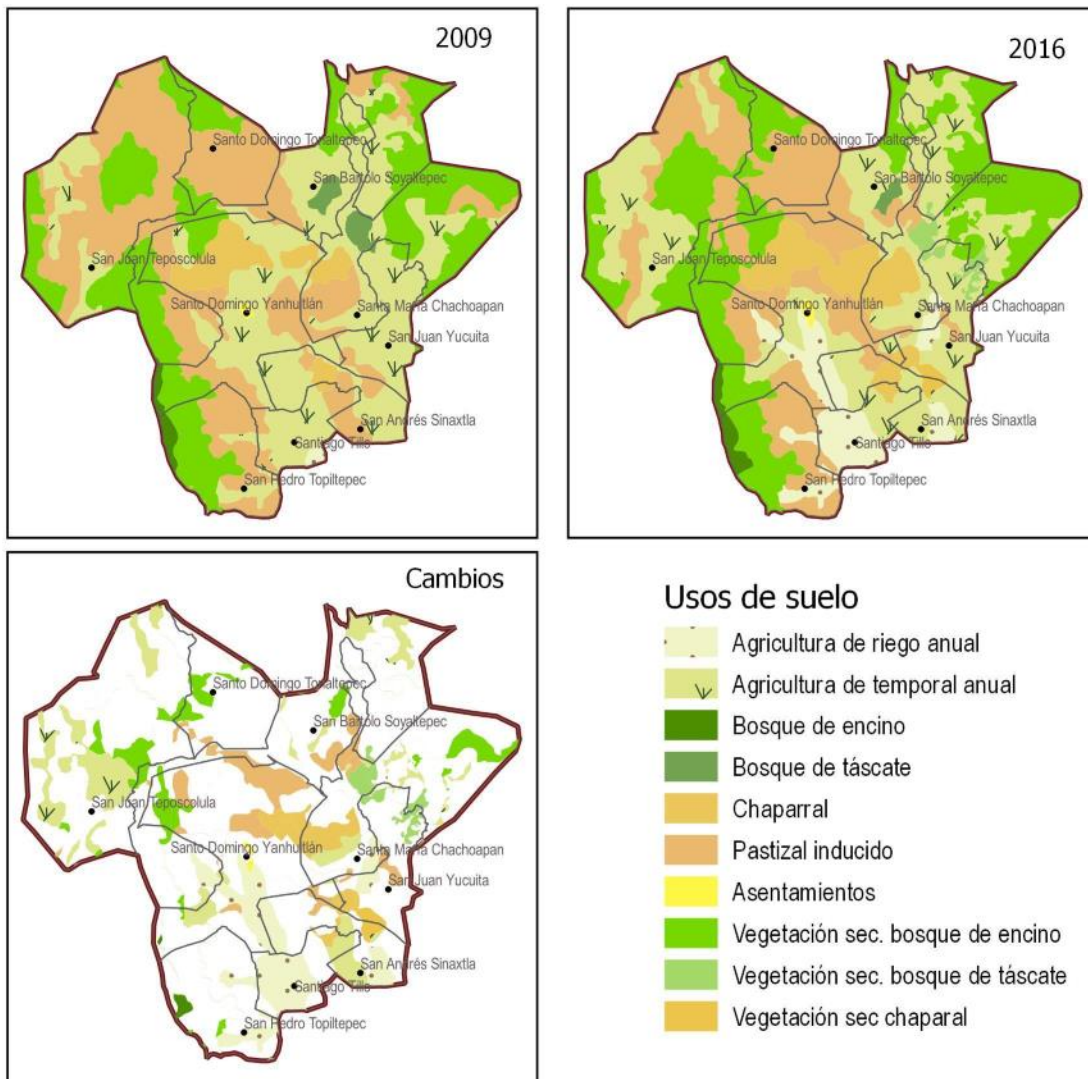 2009
Santo Domingo Tonaltepec
San Bartolo Soyaltepec
San Juan Teposcolula
Santo Domingo Yanhuitlán
Santa María Chachoapan
San Juan Yucuita
San Andrés Sinaxtla
Santiago Tillo
San Pedro Topiltepec
2016
Santo Domingo Tonaltepec
San Bartolo Soyaltepec
San Juan Teposcolula
Santo Domingo Yanhuitlán
Santa María Chachoapan
San Juan Yucuita
San Andrés Sinaxtla
Santiago Tillo
San Pedro Topiltepec
Cambios
Santo Domingo Tonaltepec
San Bartolo Soyaltepec
San Juan Teposcolula
Santo Domingo Yanhuitlán
Santa María Chachoapan
San Juan Yucuita
San Andrés Sinaxtla
Santiago Tillo
San Pedro Topiltepec
Usos de suelo
Agricultura de riego anual
Agricultura de temporal anual
Bosque de encino
Bosque de táscate
Chaparral
Pastizal inducido
Asentamientos
Vegetación sec. bosque de encino
Vegetación sec. bosque de táscate
Vegetación sec chaparal